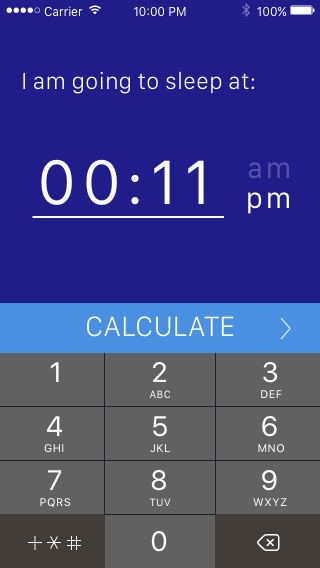 Carrier 10:00 PM 100%
I am going to sleep at:
00:11 am
pm
CALCULATE
1 2 3
ABC DEF
4 5 6
GHI JKL MNO
7 8 9
PQRS TUV WXYZ
+*# 0